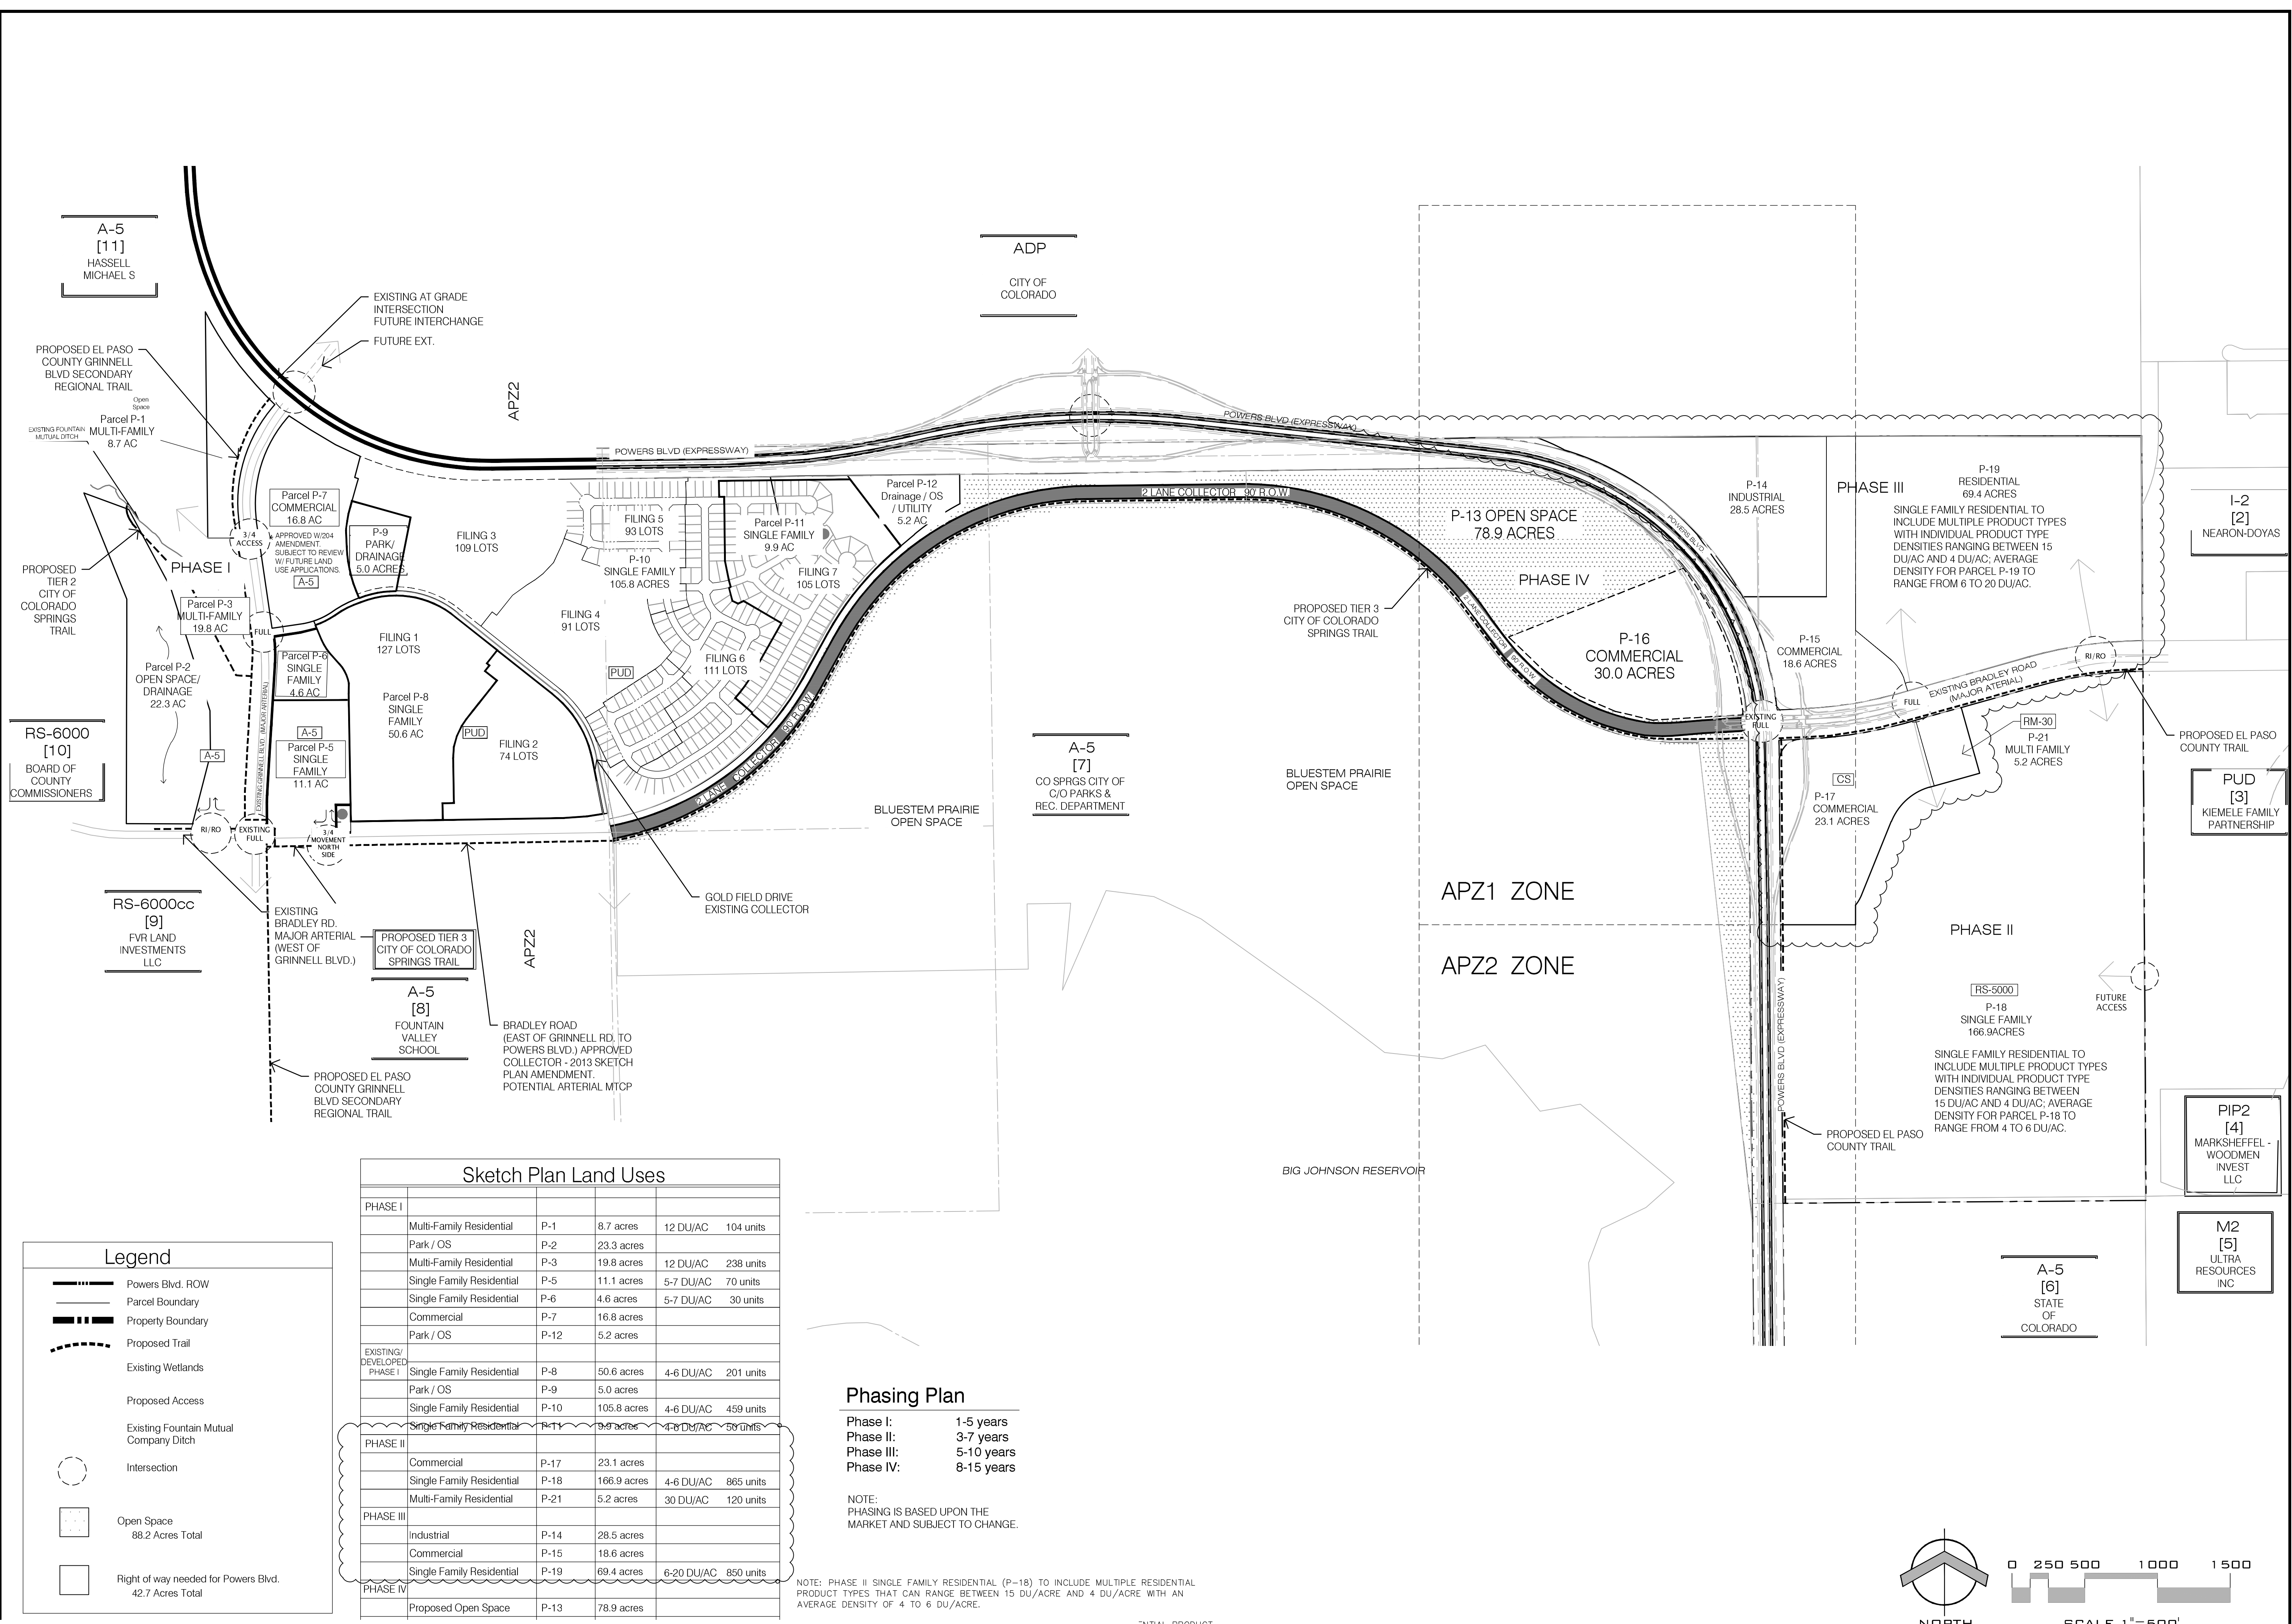 A-5
[11]
HASSELL
MICHAEL S
ADP
CITY OF
COLORADO
EXISTING AT GRADE
INTERSECTION
FUTURE INTERCHANGE
FUTURE EXT.
PROPOSED EL PASO
COUNTY GRINNELL
BLVD SECONDARY
REGIONAL TRAIL
Open
Space
Parcel P-1
MULTI-FAMILY
8.7 AC
EXISTING FOUNTAIN
MUTUAL DITCH
APZ2
POWERS BLVD (EXPRESSWAY)
POWERS BLVD (EXPRESSWAY)
Parcel P-7
COMMERCIAL
16.8 AC
3/4
ACCESS
APPROVED W/204
AMENDMENT.
SUBJECT TO REVIEW
W/ FUTURE LAND
USE APPLICATIONS.
A-5
P-9
PARK/
DRAINAGE
5.0 ACRES
FILING 3
109 LOTS
FILING 5
93 LOTS
P-10
SINGLE FAMILY
105.8 ACRES
Parcel P-11
SINGLE FAMILY
9.9 AC
FILING 7
105 LOTS
Parcel P-12
Drainage / OS
/ UTILITY
5.2 AC
2 LANE COLLECTOR 90' R.O.W
P-13 OPEN SPACE
78.9 ACRES
PHASE IV
P-14
INDUSTRIAL
28.5 ACRES
PHASE III
POWERS BLVD
P-19
RESIDENTIAL
69.4 ACRES
SINGLE FAMILY RESIDENTIAL TO
INCLUDE MULTIPLE PRODUCT TYPES
WITH INDIVIDUAL PRODUCT TYPE
DENSITIES RANGING BETWEEN 15
DU/AC AND 4 DU/AC; AVERAGE
DENSITY FOR PARCEL P-19 TO
RANGE FROM 6 TO 20 DU/AC.
I-2
[2]
NEARON-DOYAS
PROPOSED
TIER 2
CITY OF
COLORADO
SPRINGS
TRAIL
PHASE I
Parcel P-3
MULTI-FAMILY
19.8 AC
FULL
Parcel P-2
OPEN SPACE/
DRAINAGE
22.3 AC
A-5
Parcel P-6
SINGLE
FAMILY
4.6 AC
FILING 1
127 LOTS
Parcel P-8
SINGLE
FAMILY
50.6 AC
PUD
FILING 2
74 LOTS
FILING 4
91 LOTS
PUD
FILING 6
111 LOTS
A-5
Parcel P-5
SINGLE
FAMILY
11.1 AC
EXISTING GRINNELL BLVD. (MAJOR ARTERIAL)
2 LANE COLLECTOR 90' R.O.W
PROPOSED TIER 3
CITY OF COLORADO
SPRINGS TRAIL
2 LANE COLLECTOR 90' R.O.W
P-16
COMMERCIAL
30.0 ACRES
P-15
COMMERCIAL
18.6 ACRES
EXISTING
FULL
FULL
RI/RO
EXISTING BRADLEY ROAD
(MAJOR ATERIAL)
RM-30
P-21
MULTI FAMILY
5.2 ACRES
PROPOSED EL PASO
COUNTY TRAIL
RS-6000
[10]
BOARD OF
COUNTY
COMMISSIONERS
A-5
[7]
CO SPRGS CITY OF
C/O PARKS &
REC. DEPARTMENT
BLUESTEM PRAIRIE
OPEN SPACE
BLUESTEM PRAIRIE
OPEN SPACE
CS
P-17
COMMERCIAL
23.1 ACRES
PUD
[3]
KIEMELE FAMILY
PARTNERSHIP
RI/RO
EXISTING
FULL
3/4
MOVEMENT
NORTH
SIDE
RS-6000cc
[9]
FVR LAND
INVESTMENTS
LLC
EXISTING
BRADLEY RD.
MAJOR ARTERIAL
(WEST OF
GRINNELL BLVD.)
PROPOSED TIER 3
CITY OF COLORADO
SPRINGS TRAIL
GOLD FIELD DRIVE
EXISTING COLLECTOR
APZ2
APZ1 ZONE
APZ2 ZONE
PHASE II
A-5
[8]
FOUNTAIN
VALLEY
SCHOOL
BRADLEY ROAD
(EAST OF GRINNELL RD. TO
POWERS BLVD.) APPROVED
COLLECTOR - 2013 SKETCH
PLAN AMENDMENT.
POTENTIAL ARTERIAL MTCP
PROPOSED EL PASO
COUNTY GRINNELL
BLVD SECONDARY
REGIONAL TRAIL
POWERS BLVD (EXPRESSWAY)
RS-5000
P-18
SINGLE FAMILY
166.9ACRES
FUTURE
ACCESS
SINGLE FAMILY RESIDENTIAL TO
INCLUDE MULTIPLE PRODUCT TYPES
WITH INDIVIDUAL PRODUCT TYPE
DENSITIES RANGING BETWEEN
15 DU/AC AND 4 DU/AC; AVERAGE
DENSITY FOR PARCEL P-18 TO
RANGE FROM 4 TO 6 DU/AC.
PROPOSED EL PASO
COUNTY TRAIL
BIG JOHNSON RESERVOIR
PIP2
[4]
MARKSHEFFEL -
WOODMEN
INVEST
LLC
M2
[5]
ULTRA
RESOURCES
INC
A-5
[6]
STATE
OF
COLORADO
Legend
Powers Blvd. ROW
Parcel Boundary
Property Boundary
Proposed Trail
Existing Wetlands
Proposed Access
Existing Fountain Mutual
Company Ditch
Intersection
Open Space
88.2 Acres Total
Right of way needed for Powers Blvd.
42.7 Acres Total
Sketch Plan Land Uses
PHASE I
Multi-Family Residential P-1 8.7 acres 12 DU/AC 104 units
Park / OS P-2 23.3 acres
Multi-Family Residential P-3 19.8 acres 12 DU/AC 238 units
Single Family Residential P-5 11.1 acres 5-7 DU/AC 70 units
Single Family Residential P-6 4.6 acres 5-7 DU/AC 30 units
Commercial P-7 16.8 acres
Park / OS P-12 5.2 acres
EXISTING/
DEVELOPED
PHASE I Single Family Residential P-8 50.6 acres 4-6 DU/AC 201 units
Park / OS P-9 5.0 acres
Single Family Residential P-10 105.8 acres 4-6 DU/AC 459 units
Single Family Residential P-11 9.9 acres 4-6 DU/AC 50 units
PHASE II
Commercial P-17 23.1 acres
Single Family Residential P-18 166.9 acres 4-6 DU/AC 865 units
Multi-Family Residential P-21 5.2 acres 30 DU/AC 120 units
PHASE III
Industrial P-14 28.5 acres
Commercial P-15 18.6 acres
Single Family Residential P-19 69.4 acres 6-20 DU/AC 850 units
PHASE IV
Proposed Open Space P-13 78.9 acres
Phasing Plan
Phase I: 1-5 years
Phase II: 3-7 years
Phase III: 5-10 years
Phase IV: 8-15 years
NOTE:
PHASING IS BASED UPON THE
MARKET AND SUBJECT TO CHANGE.
NOTE: PHASE II SINGLE FAMILY RESIDENTIAL (P-18) TO INCLUDE MULTIPLE RESIDENTIAL
PRODUCT TYPES THAT CAN RANGE BETWEEN 15 DU/ACRE AND 4 DU/ACRE WITH AN
AVERAGE DENSITY OF 4 TO 6 DU/ACRE.
0 250 500 1000 1500
NORTH
SCALE 1"=500'